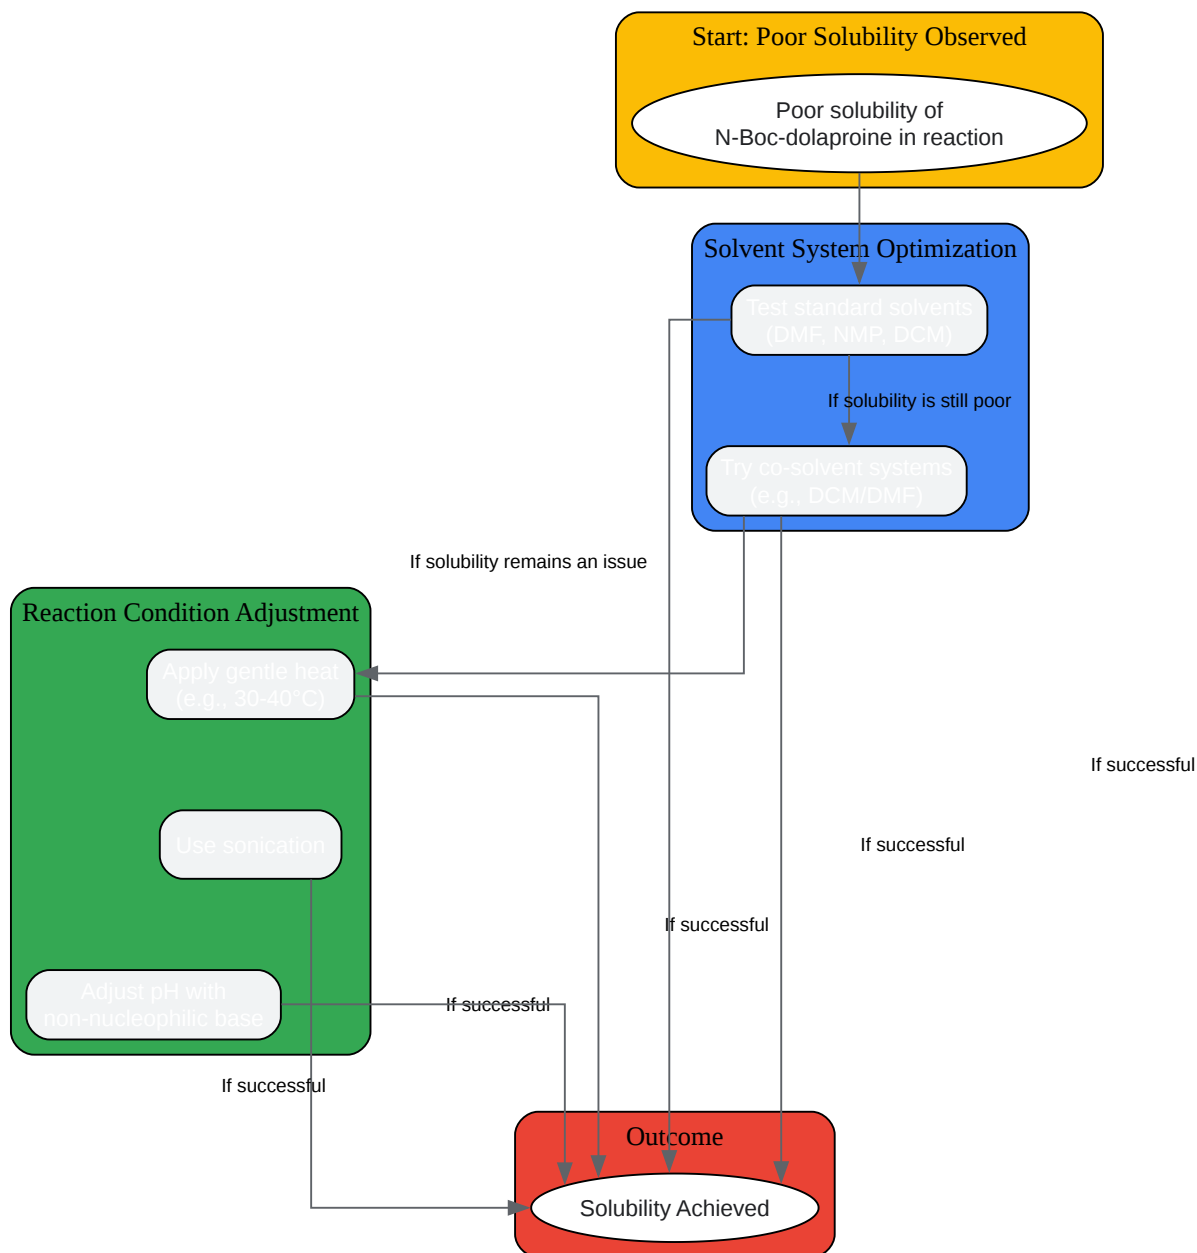 Start: Poor Solubility Observed
Poor solubility of
N-Boc-dolaproine in reaction
Solvent System Optimization
Test standard solvents
(DMF, NMP, DCM)
If solubility is still poor
Try co-solvent systems
(e.g., DCM/DMF)
If solubility remains an issue
Reaction Condition Adjustment
Apply gentle heat
(e.g., 30-40°C)
If successful
Use sonication
If successful
If successful
Adjust pH with
non-nucleophilic base
If successful
If successful
Outcome
Solubility Achieved